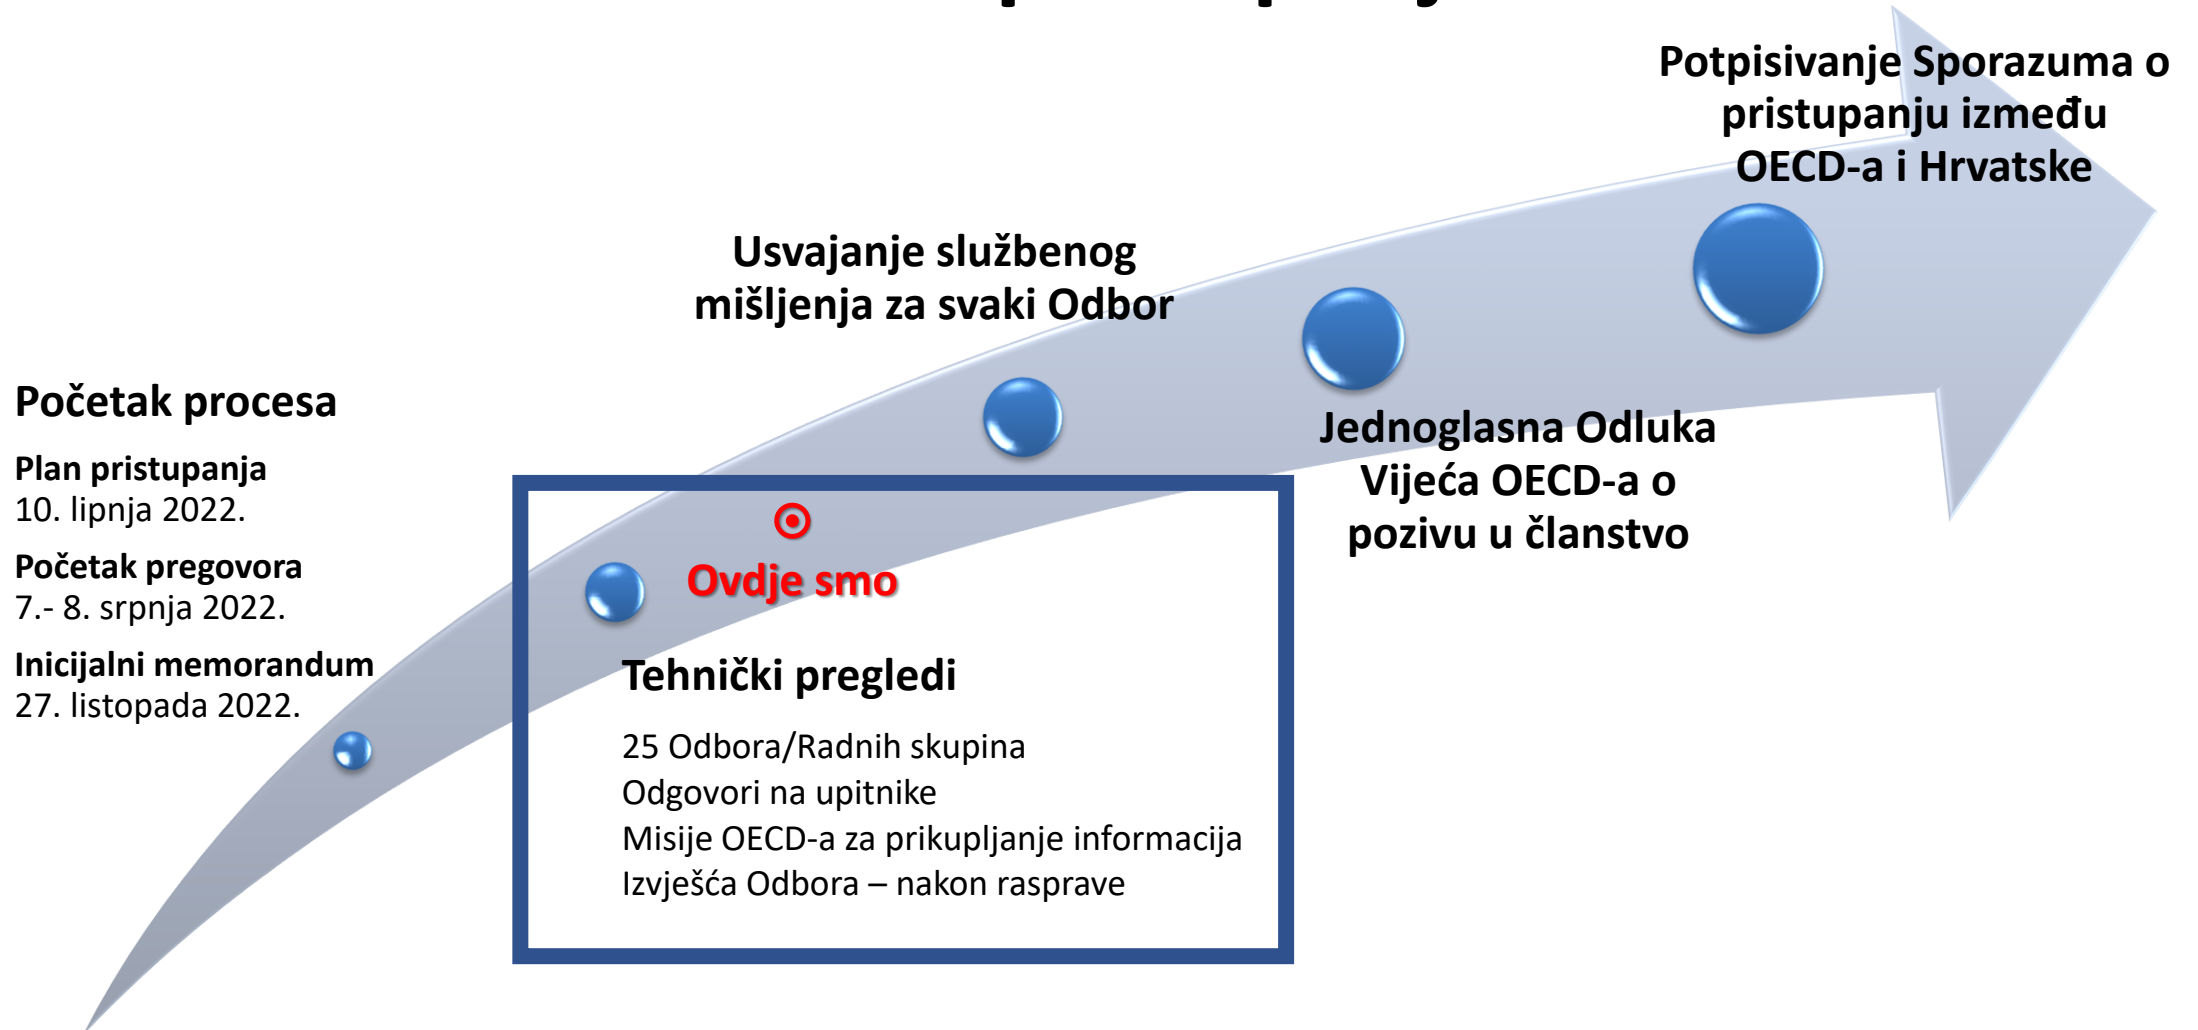 Početak procesa
Plan pristupanja
10. lipnja 2022.
Početak pregovora
7.- 8. srpnja 2022.
Inicijalni memorandum
27. listopada 2022.
Ovdje smo
Tehnički pregledi
25 Odbora/Radnih skupina
Odgovori na upitnike
Misije OECD-a za prikupljanje informacija
Izvješća Odbora – nakon rasprave
Usvajanje službenog
mišljenja za svaki Odbor
Jednoglasna Odluka
Vijeća OECD-a o
pozivu u članstvo
Potpisivanje Sporazuma o
pristupanju između
OECD-a i Hrvatske